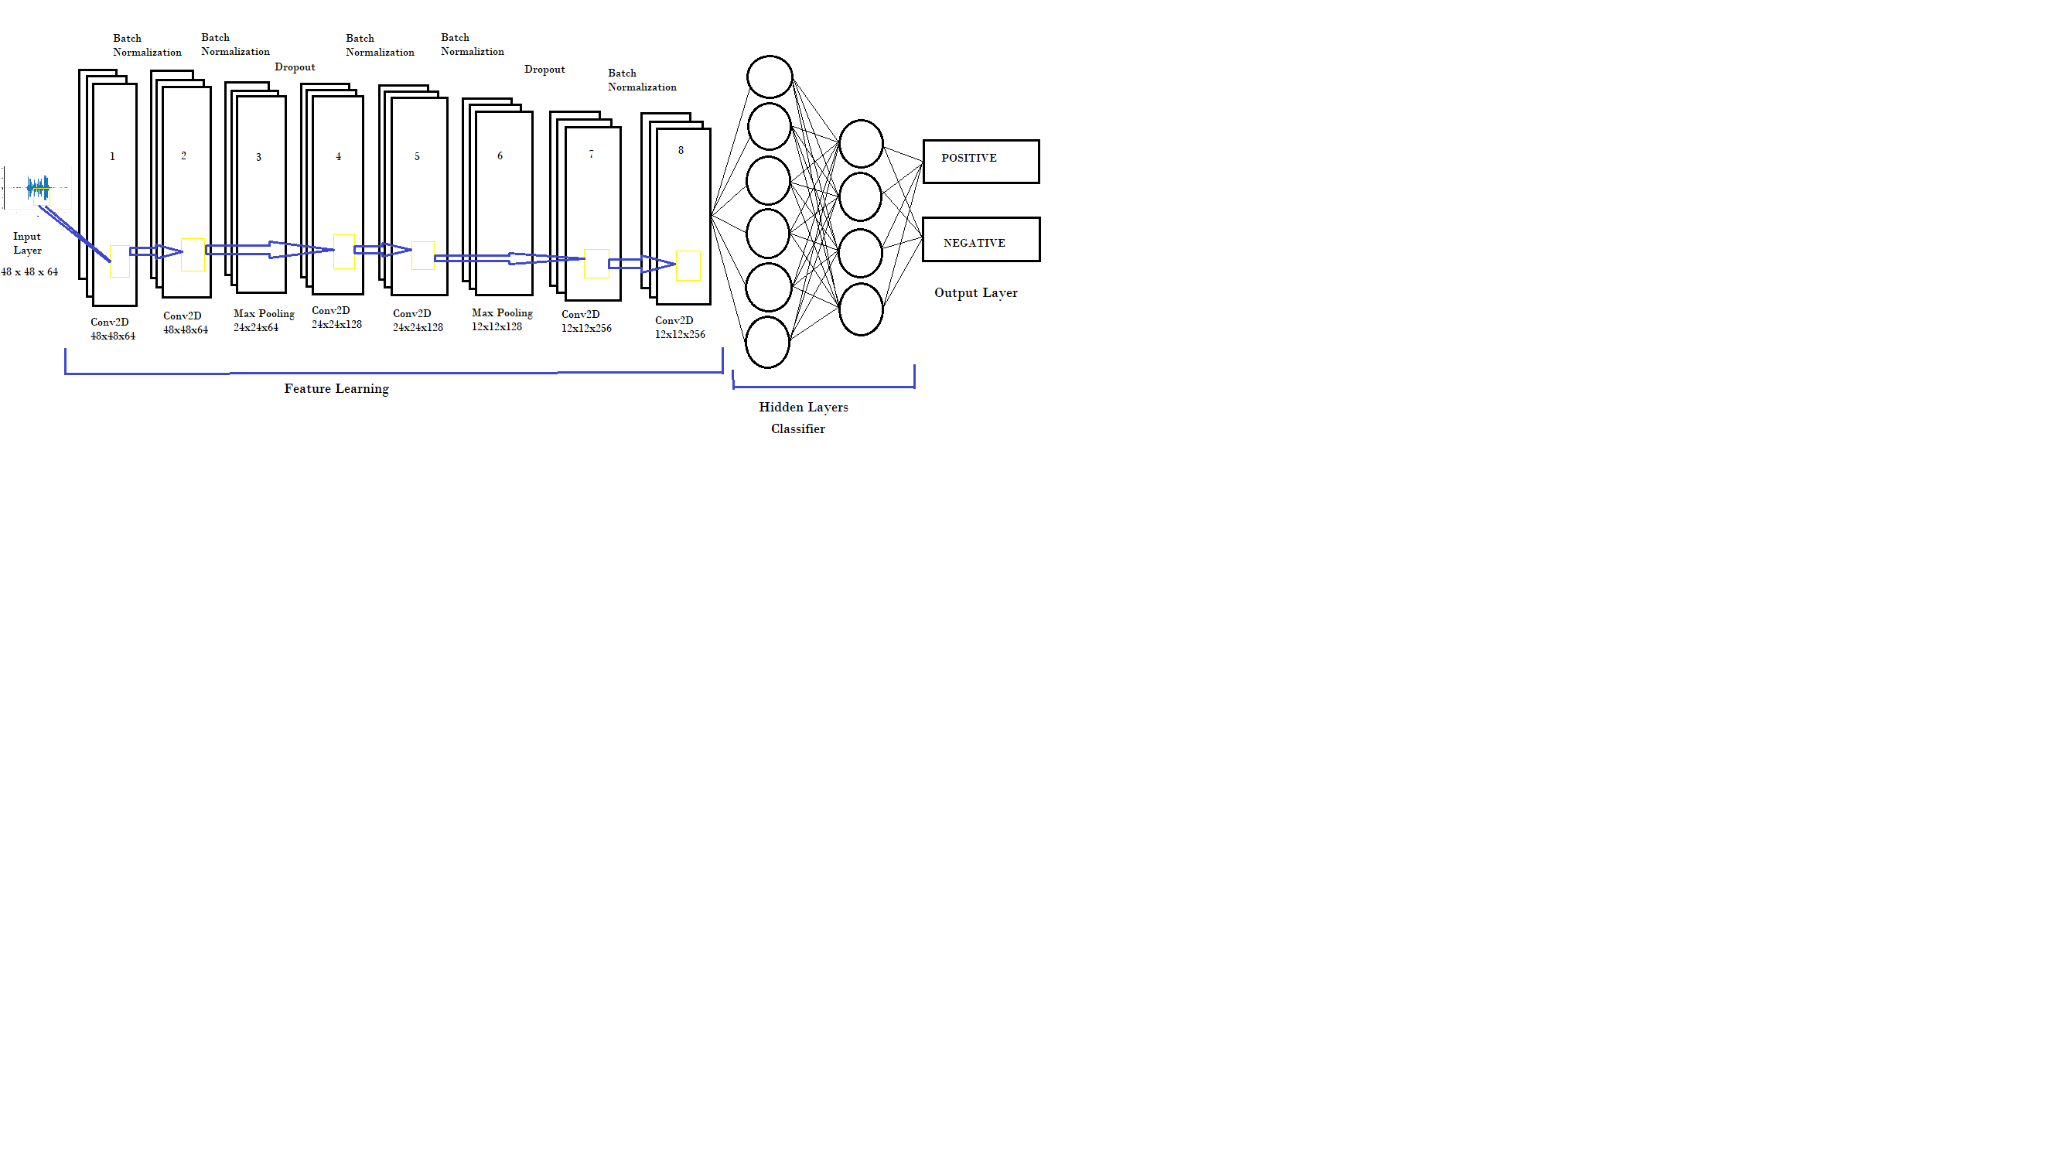 Batch
Normalization
Batch
Normalization
Dropout
Batch
Normalization
Batch
Normaliztion
Dropout
Batch
Normalization
1
2
3
4
5
6
7
8
Input
Layer
48 x 48 x 64
Conv2D
48x48x64
Conv2D
48x48x64
Max Pooling
24x24x64
Conv2D
24x24x128
Conv2D
24x24x128
Max Pooling
12x12x128
Conv2D
12x12x256
Conv2D
12x12x256
POSITIVE
NEGATIVE
Output Layer
Feature Learning
Hidden Layers
Classifier